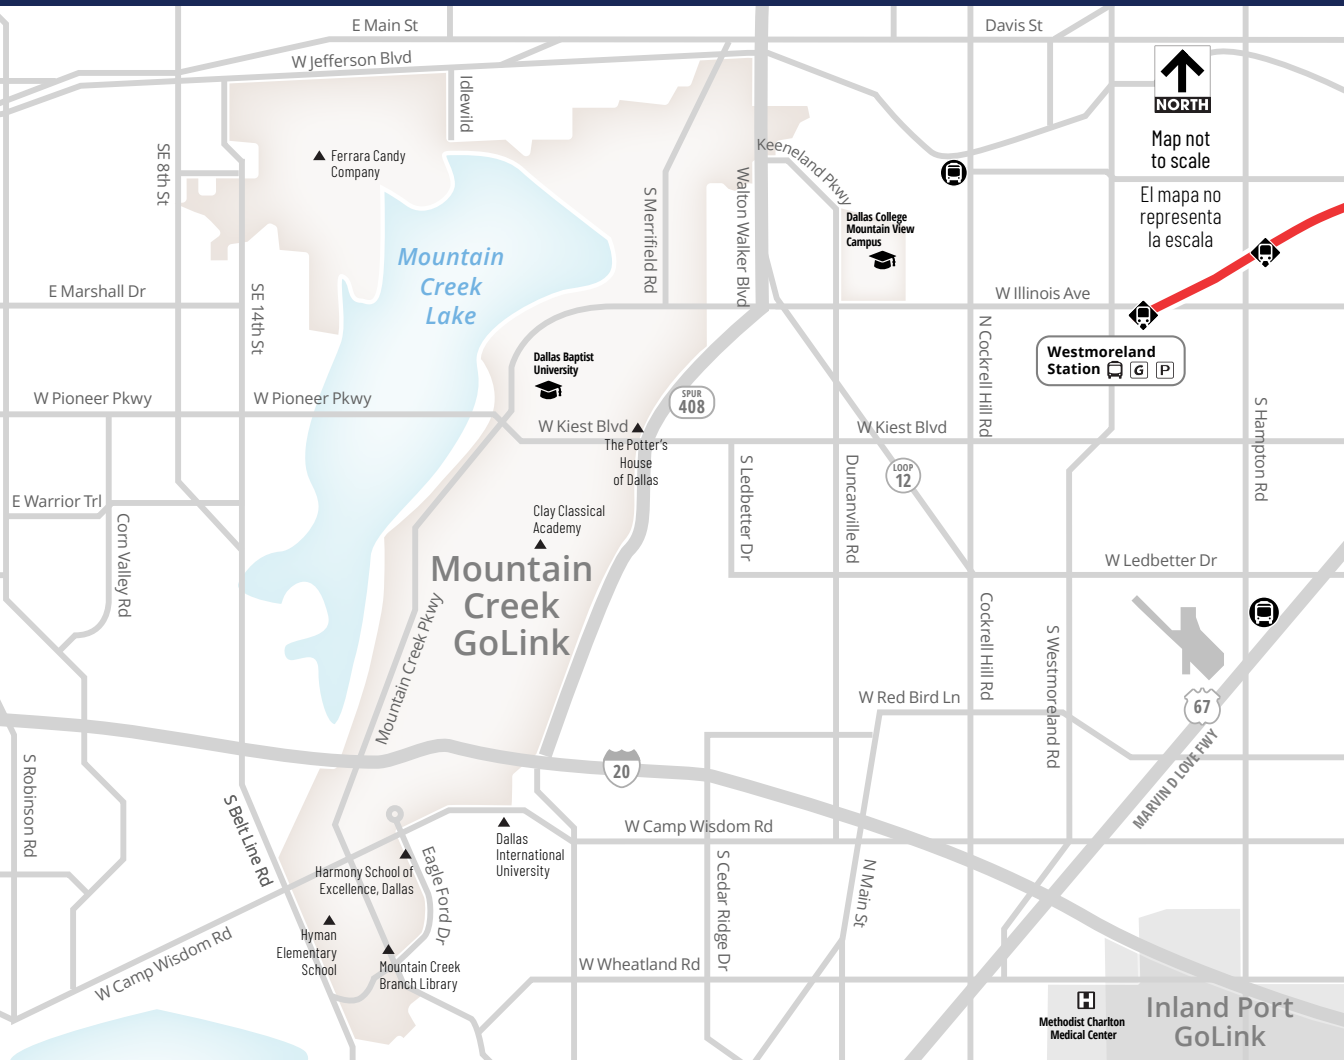 E Main St
Davis St
W Jefferson Blvd
Idlewild
NORTH
Map not
to scale
El mapa no
representa
la escala
SE 8th St
Ferrara Candy
Company
Keeneland Pkwy
S Merrifield Rd
Walton Walker Blvd
Dallas College
Mountain View
Campus
Mountain
Creek
Lake
E Marshall Dr
SE 14th St
W Illinois Ave
N Cockrell Hill Rd
Westmoreland
Station G P
Dallas Baptist
University
W Pioneer Pkwy
W Pioneer Pkwy
SPUR
408
S Hampton Rd
W Kiest Blvd
W Kiest Blvd
The Potter's
House
of Dallas
S Ledbetter Dr
Duncanville Rd
LOOP
12
E Warrior Trl
Corn Valley Rd
Clay Classical
Academy
W Ledbetter Dr
Mountain
Creek
GoLink
Mountain Creek Pkwy
Cockrell Hill Rd
S Westmoreland Rd
W Red Bird Ln
67
MARVIN D LOVE FWY
20
S Robinson Rd
S Belt Line Rd
W Camp Wisdom Rd
Dallas
International
University
Eagle Ford Dr
Harmony School of
Excellence, Dallas
S Cedar Ridge Dr
N Main St
Hyman
Elementary
School
W Camp Wisdom Rd
Mountain Creek
Branch Library
W Wheatland Rd
H
Methodist Charlton
Medical Center
Inland Port
GoLink